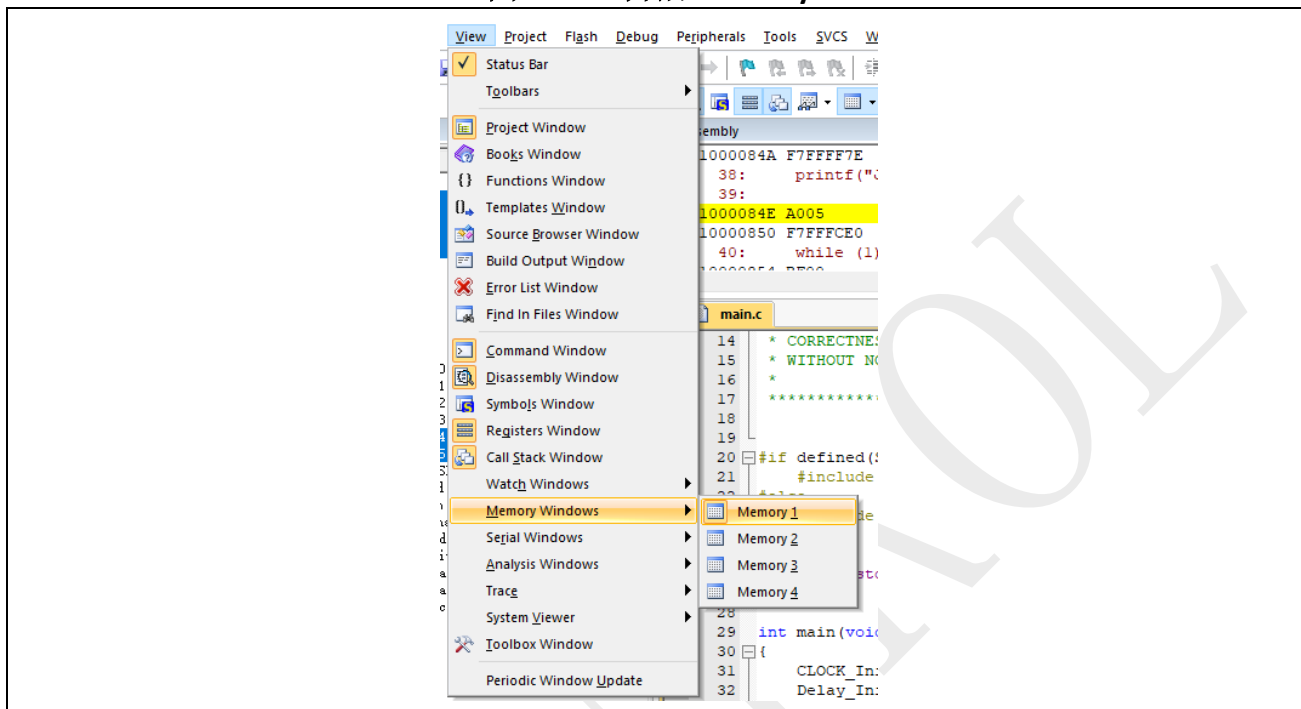 View Project Flash Debug Peripherals Tools SVCS W
Status Bar
Toolbars
Project Window
Books Window
Functions Window
Templates Window
Source Browser Window
Build Output Window
Error List Window
Find In Files Window
Command Window
Disassembly Window
Symbols Window
Registers Window
Call Stack Window
Watch Windows
Memory Windows
Serial Windows
Analysis Windows
Trace
System Viewer
Toolbox Window
Periodic Window Update
Memory 1
Memory 2
Memory 3
Memory 4
embly
1000084A F7FFFF7E
38: printf("J
39:
1000084E A005
10000850 F7FFFCE0
40: while (1)
main.c
14 * CORRECTNES
15 * WITHOUT NO
16 *
17 ************
18
19
20 #if defined(S
21 #include
28
29 int main(void
30 {
31 CLOCK_In
32 Delay_In